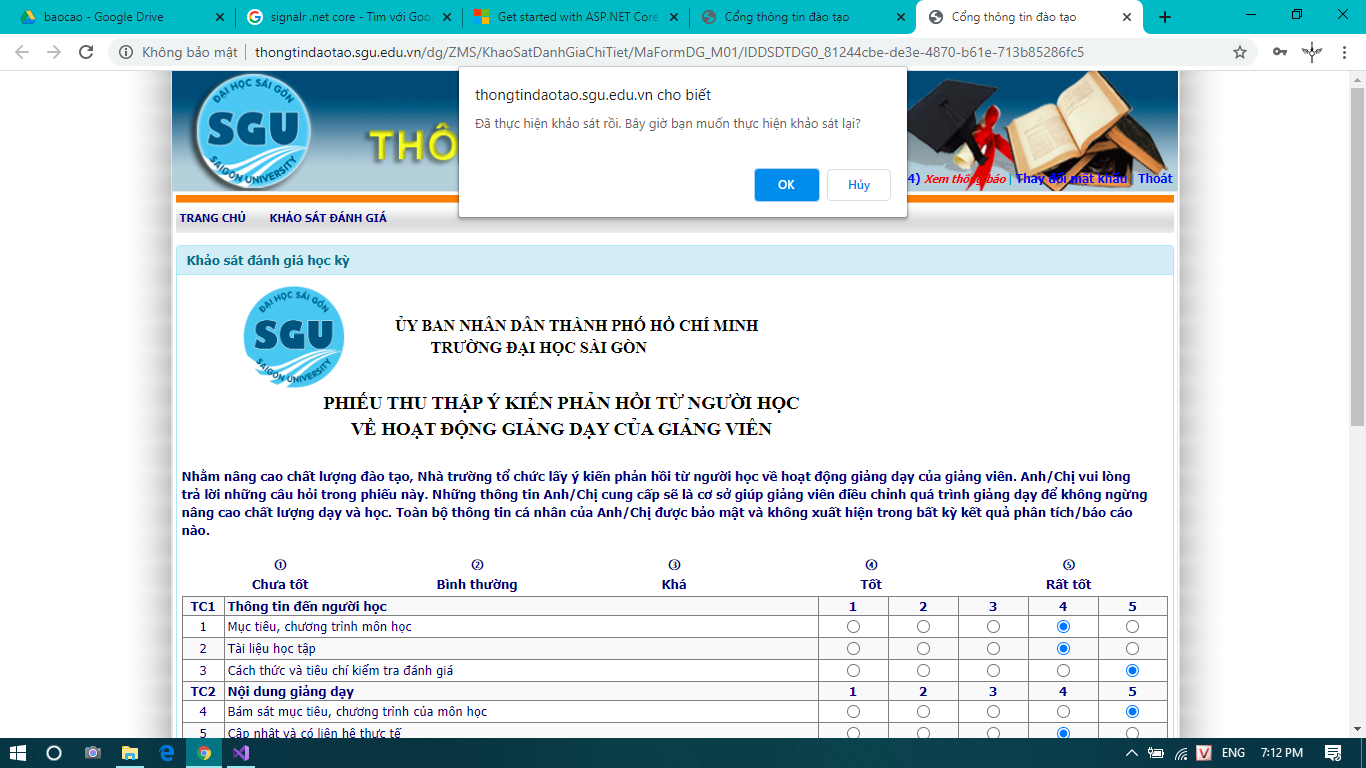 baocao - Google Drive
signalr .net core - Tìm với Goo
Get started with ASP.NET Core
Cổng thông tin đào tạo
Cổng thông tin đào tạo
Không bảo mật
thongtindaotao.sgu.edu.vn/dg/ZMS/KhaoSatDanhGiaChiTiet/MaFormDG_M01/IDDSDTDG0_81244cbe-de3e-4870-b61e-713b85286fc5
ĐẠI HỌC SÀI GÒN
SGU
SAIGON UNIVERSITY
THÔ
thongtindaotao.sgu.edu.vn cho biết
Đã thực hiện khảo sát rồi. Bây giờ bạn muốn thực hiện khảo sát lại?
OK
Hủy
4) Xem thông báo | Thay đổi mật khẩu | Thoát
TRANG CHỦ
KHẢO SÁT ĐÁNH GIÁ
Khảo sát đánh giá học kỳ
ĐẠI HỌC SÀI GÒN
SGU
SAIGON UNIVERSITY
ỦY BAN NHÂN DÂN THÀNH PHỐ HỒ CHÍ MINH
TRƯỜNG ĐẠI HỌC SÀI GÒN
PHIẾU THU THẬP Ý KIẾN PHẢN HỒI TỪ NGƯỜI HỌC
VỀ HOẠT ĐỘNG GIẢNG DẠY CỦA GIẢNG VIÊN
Nhằm nâng cao chất lượng đào tạo, Nhà trường tổ chức lấy ý kiến phản hồi từ người học về hoạt động giảng dạy của giảng viên. Anh/Chị vui lòng
trả lời những câu hỏi trong phiếu này. Những thông tin Anh/Chị cung cấp sẽ là cơ sở giúp giảng viên điều chỉnh quá trình giảng dạy để không ngừng
nâng cao chất lượng dạy và học. Toàn bộ thông tin cá nhân của Anh/Chị được bảo mật và không xuất hiện trong bất kỳ kết quả phân tích/báo cáo
nào.
① ② ③ ④ ⑤
Chưa tốt Bình thường Khá Tốt Rất tốt
TC1 Thông tin đến người học 1 2 3 4 5
1 Mục tiêu, chương trình môn học
2 Tài liệu học tập
3 Cách thức và tiêu chí kiểm tra đánh giá
TC2 Nội dung giảng dạy 1 2 3 4 5
4 Bám sát mục tiêu, chương trình của môn học
5 Cập nhật và có liên hệ thực tế
V
ENG
7:12 PM